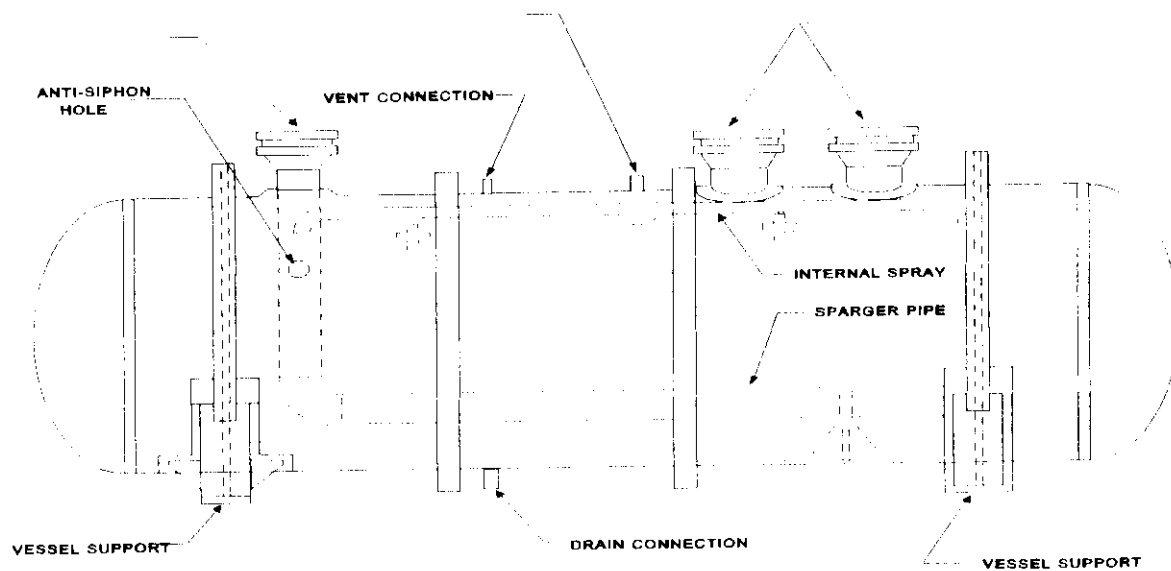 ANTI-SIPHON
HOLE
VENT CONNECTION
INTERNAL SPRAY
SPARGER PIPE
VESSEL SUPPORT
DRAIN CONNECTION
VESSEL SUPPORT